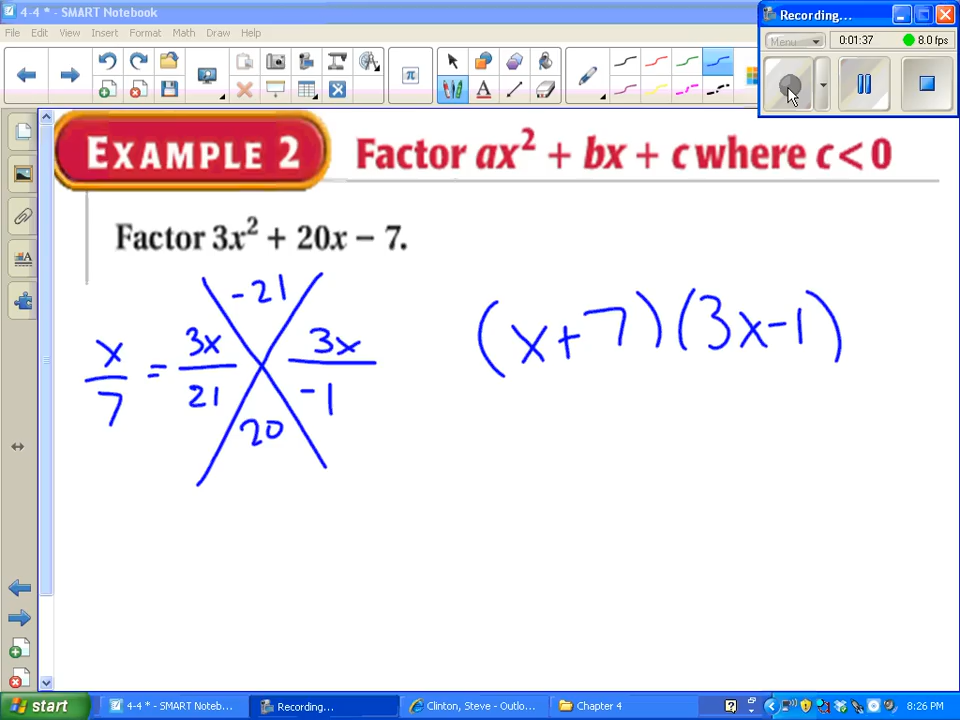 4-4 * - SMART Notebook
File Edit View Insert Format Math Draw Help
Recording...
Menu 0:01:37 8.0 fps
EXAMPLE 2 Factor ax² + bx + c where c < 0
Factor 3x² + 20x − 7.
-21
x/7 = 3x/21 3x/-1
20
(x+7)(3x-1)
start 4-4 * - SMART Noteb... Recording... Clinton, Steve - Outlo... Chapter 4 8:26 PM